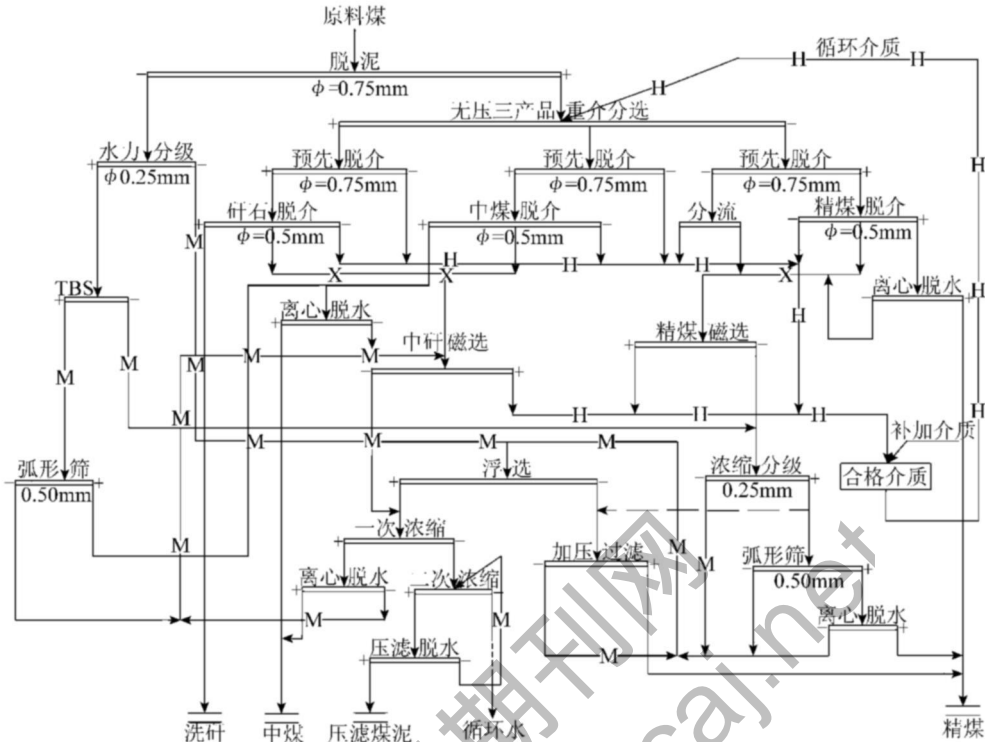 原料煤
脱泥
φ=0.75mm
循环介质
H
H
H
无压三产品重介分选
水力分级
φ0.25mm
预先脱介
φ=0.75mm
预先脱介
φ=0.75mm
预先脱介
φ=0.75mm
H
矸石脱介
φ=0.5mm
中煤脱介
φ=0.5mm
分流
精煤脱介
φ=0.5mm
M
H
H
H
X
X
X
TBS
离心脱水
离心脱水
H
H
中矸磁选
精煤磁选
M
M
M
M
M
M
H
H
H
H
补加介质
合格介质
M
M
M
M
弧形筛
0.50mm
浮选
浓缩分级
0.25mm
一次浓缩
M
加压过滤
M
M
弧形筛
0.50mm
离心脱水
二次浓缩
M
M
离心脱水
压滤脱水
M
洗矸
中煤
压滤煤泥
循环水
精煤
期刊网
caj.net